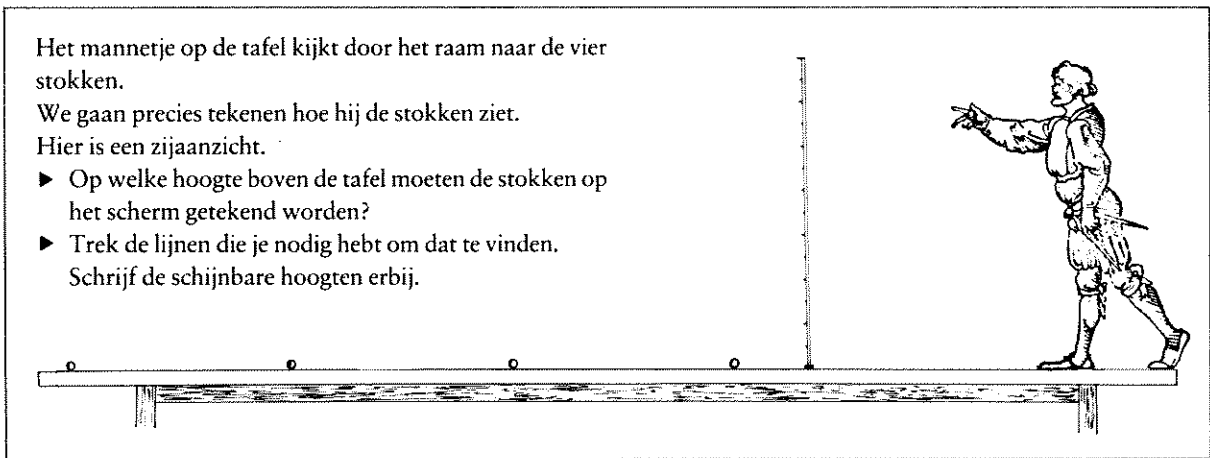 Het mannetje op de tafel kijkt door het raam naar de vier
stokken.
We gaan precies tekenen hoe hij de stokken ziet.
Hier is een zijaanzicht.
▶ Op welke hoogte boven de tafel moeten de stokken op
het scherm getekend worden?
▶ Trek de lijnen die je nodig hebt om dat te vinden.
Schrijf de schijnbare hoogten erbij.